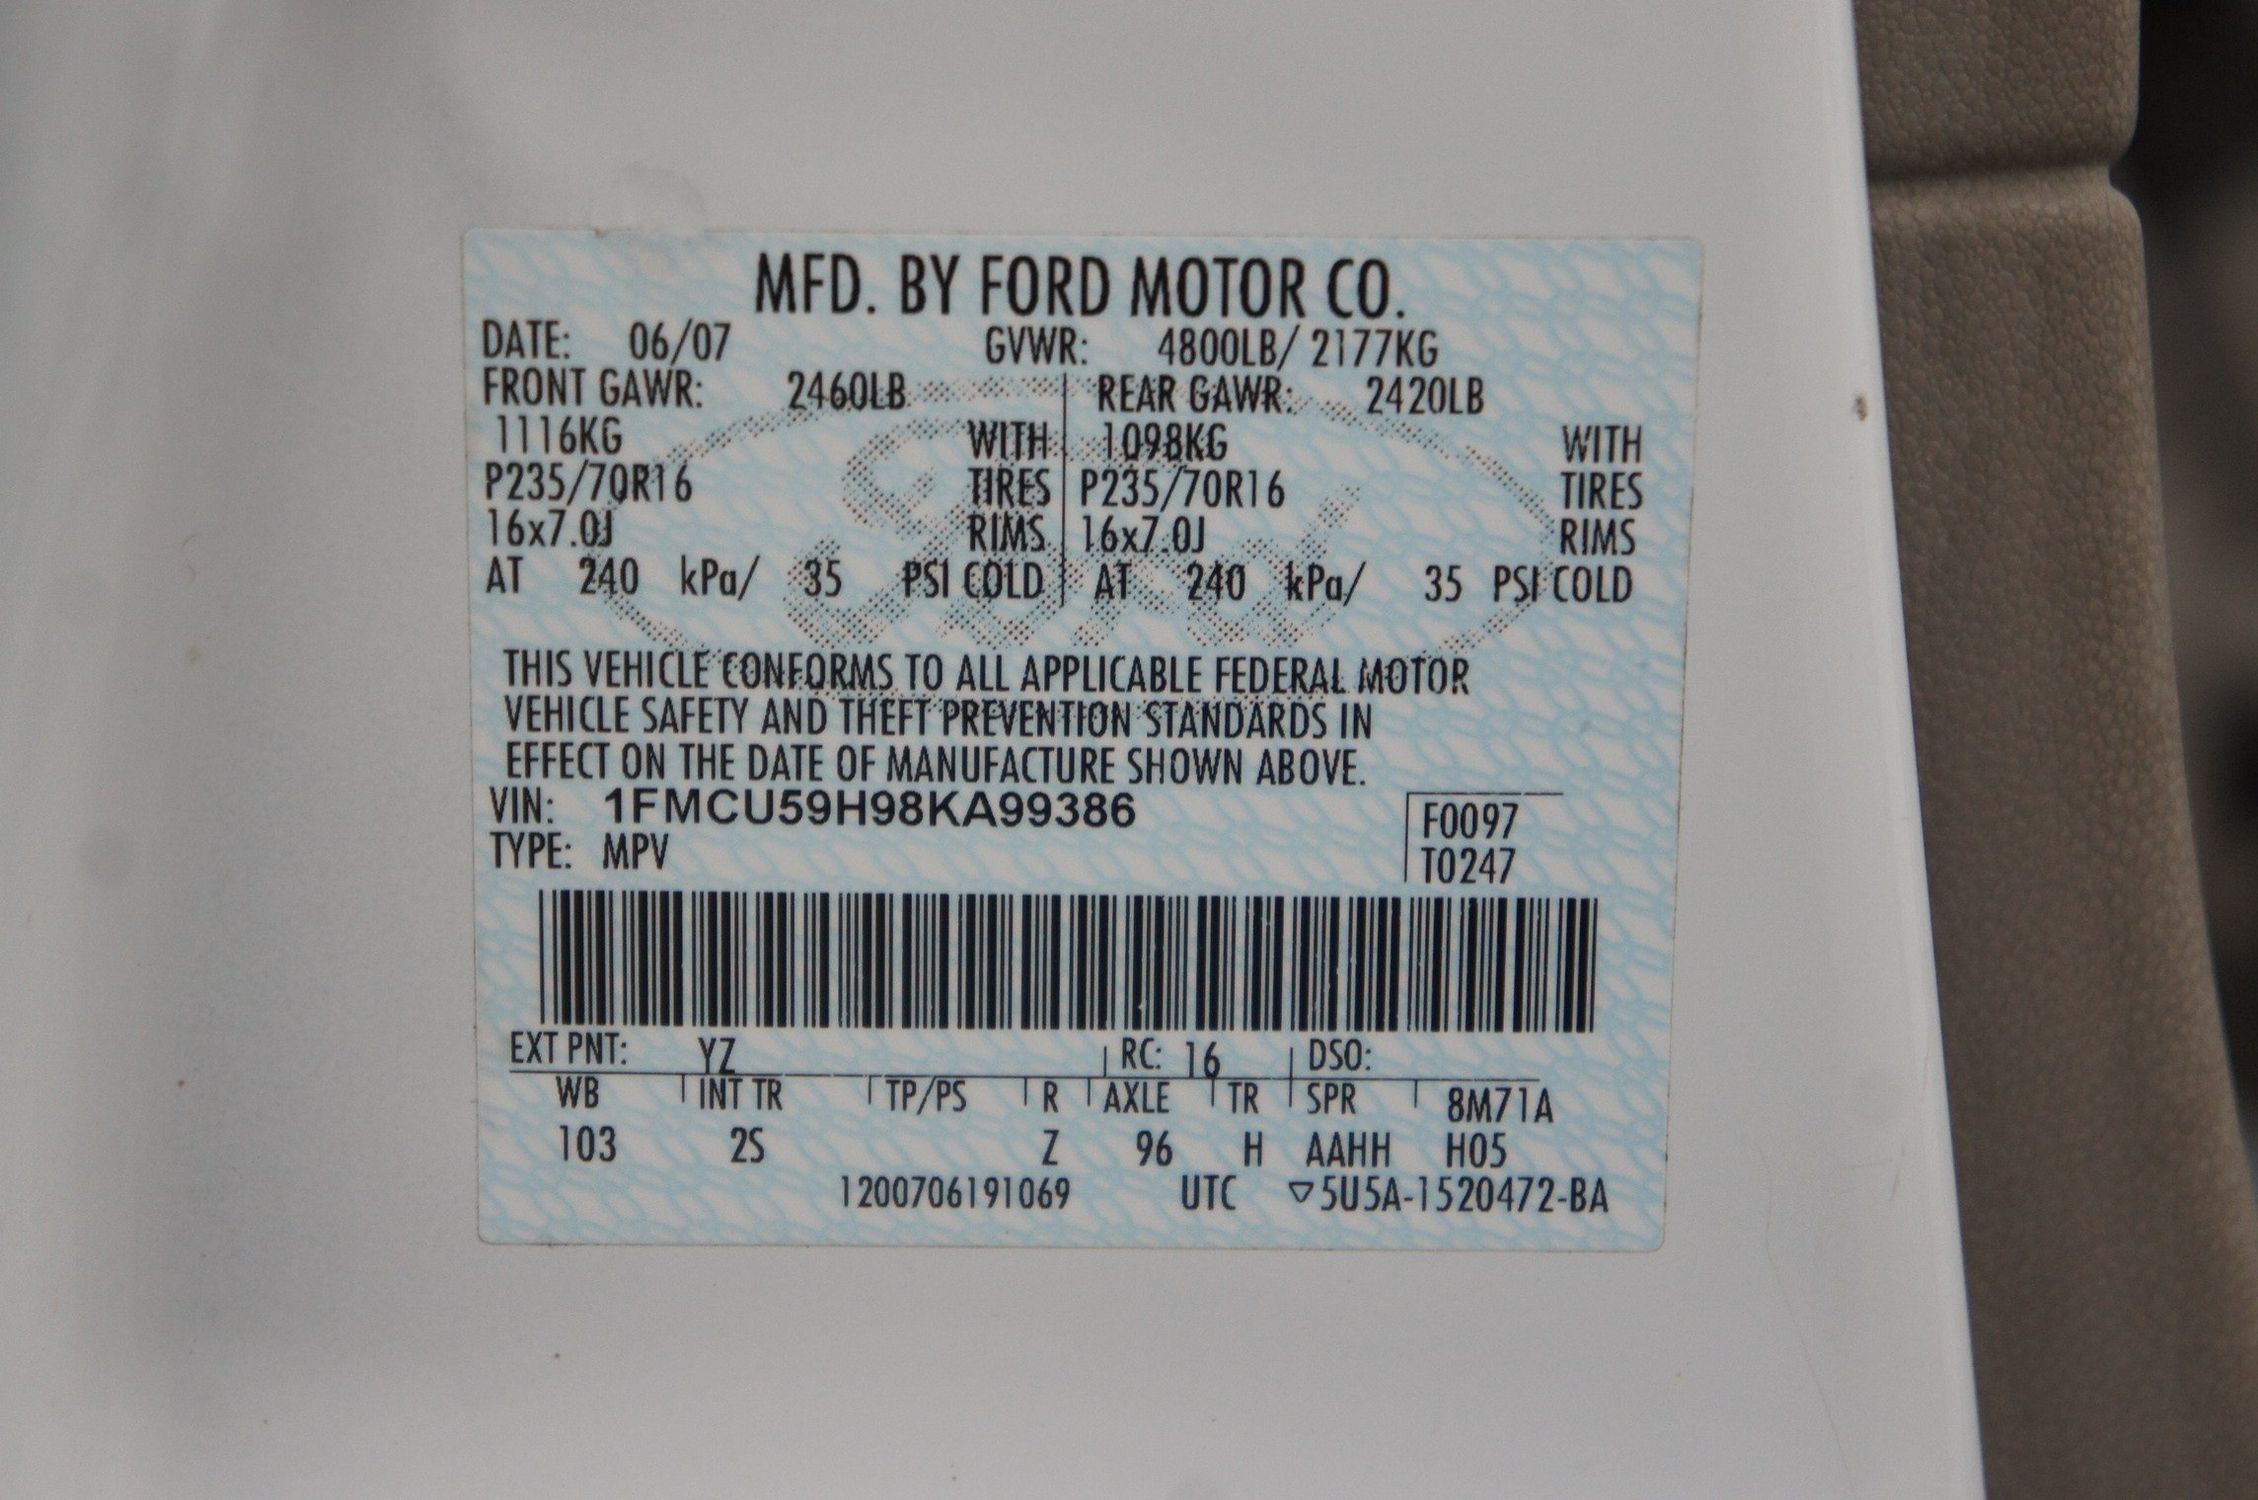 MFD. BY FORD MOTOR CO.
DATE: 06/07 GVWR: 4800LB/ 2177KG
FRONT GAWR: 2460LB REAR GAWR: 2420LB
1116KG WITH 1098KG WITH
P235/70R16 TIRES P235/70R16 TIRES
16x7.0J RIMS 16x7.0J RIMS
AT 240 kPa/ 35 PSI COLD AT 240 kPa/ 35 PSI COLD
Ford
THIS VEHICLE CONFORMS TO ALL APPLICABLE FEDERAL MOTOR
VEHICLE SAFETY AND THEFT PREVENTION STANDARDS IN
EFFECT ON THE DATE OF MANUFACTURE SHOWN ABOVE.
VIN: 1FMCU59H98KA99386 F0097
TYPE: MPV T0247
EXT PNT: YZ RC: 16 DSO:
WB INT TR TP/PS R AXLE TR SPR 8M71A
103 2S Z 96 H AAHH H05
1200706191069 UTC ▽5U5A-1520472-BA